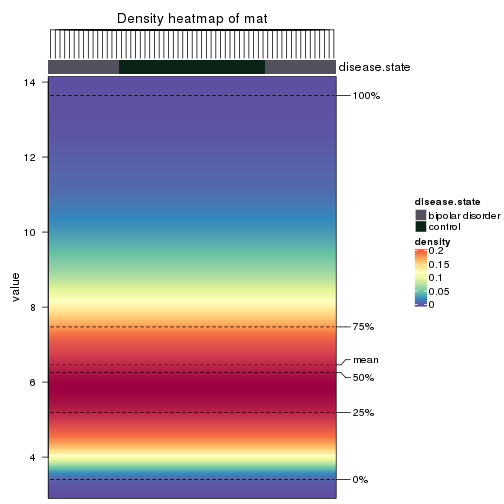 Density heatmap of mat
disease.state
14
12
10
8
6
4
value
100%
75%
mean
50%
25%
0%
disease.state
bipolar disorder
control
density
0.2
0.15
0.1
0.05
0